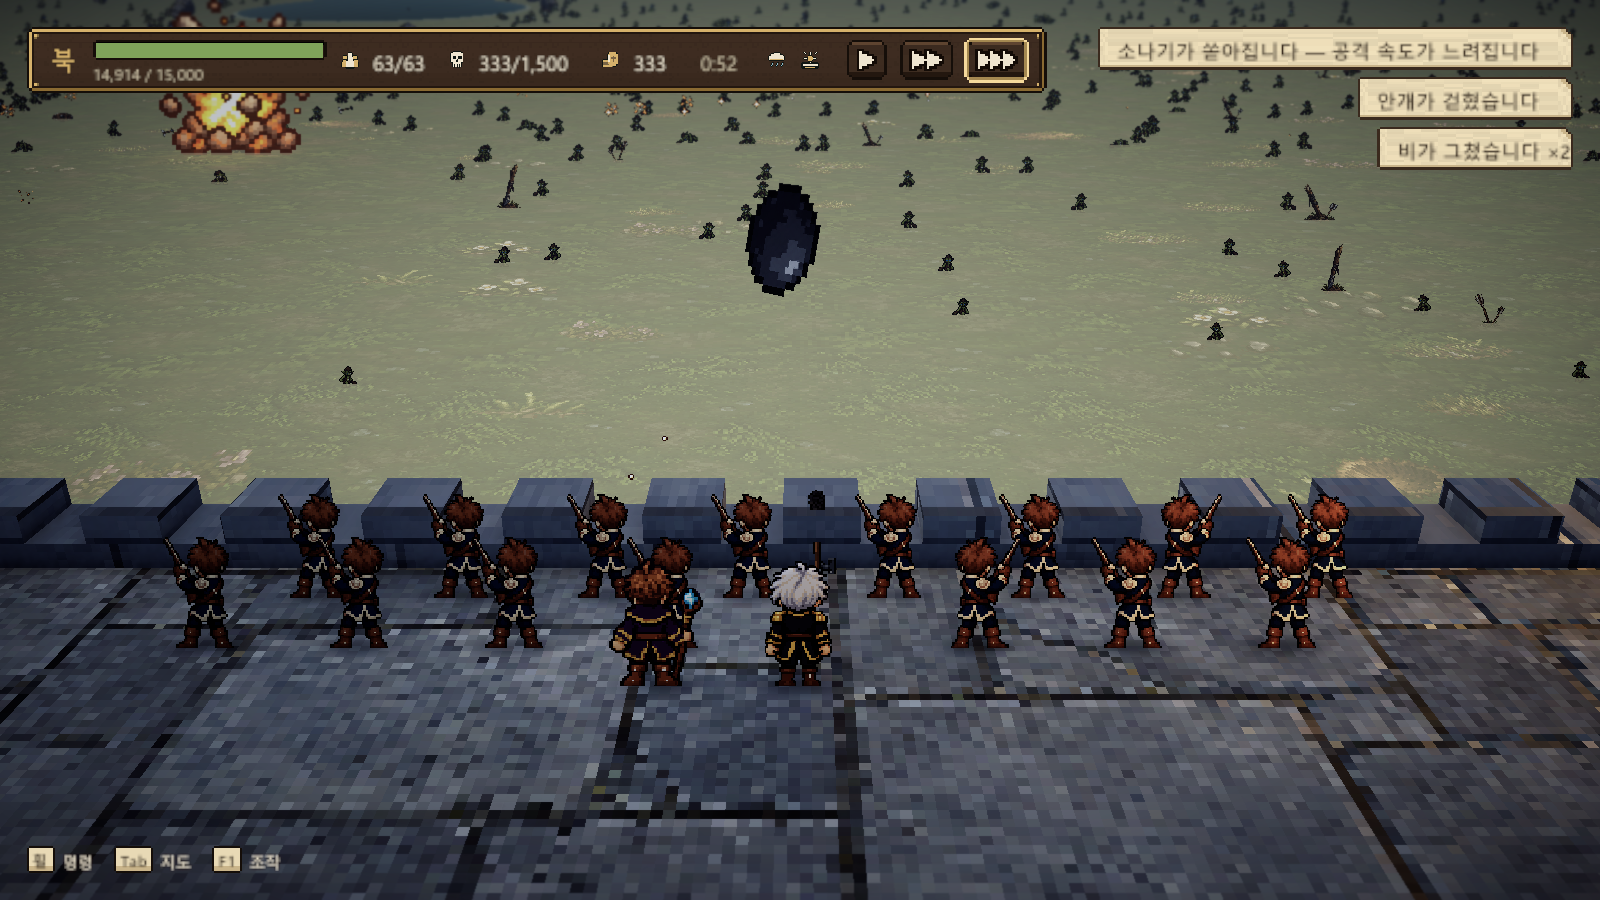 북
14,914 / 15,000
63/63
333/1,500
333
0:52
소나기가 쏟아집니다 — 공격 속도가 느려집니다
안개가 걷혔습니다
비가 그쳤습니다 ×2
휠 명령 Tab 지도 F1 조작